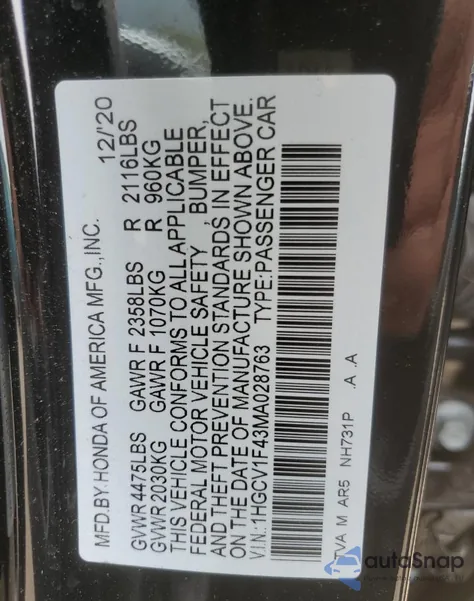 MFD.BY HONDA OF AMERICA MFG.,INC. 12/'20
GVWR 4475LBS GAWR F 2358LBS R 2116LBS
GVWR 2030KG GAWR F 1070KG R 960KG
THIS VEHICLE CONFORMS TO ALL APPLICABLE
FEDERAL MOTOR VEHICLE SAFETY, BUMPER,
AND THEFT PREVENTION STANDARDS IN EFFECT
ON THE DATE OF MANUFACTURE SHOWN ABOVE.
VIN:1HGCV1F43MA028763 TYPE:PASSENGER CAR
TVA M AR5 NH731P .A .A
autoSnap